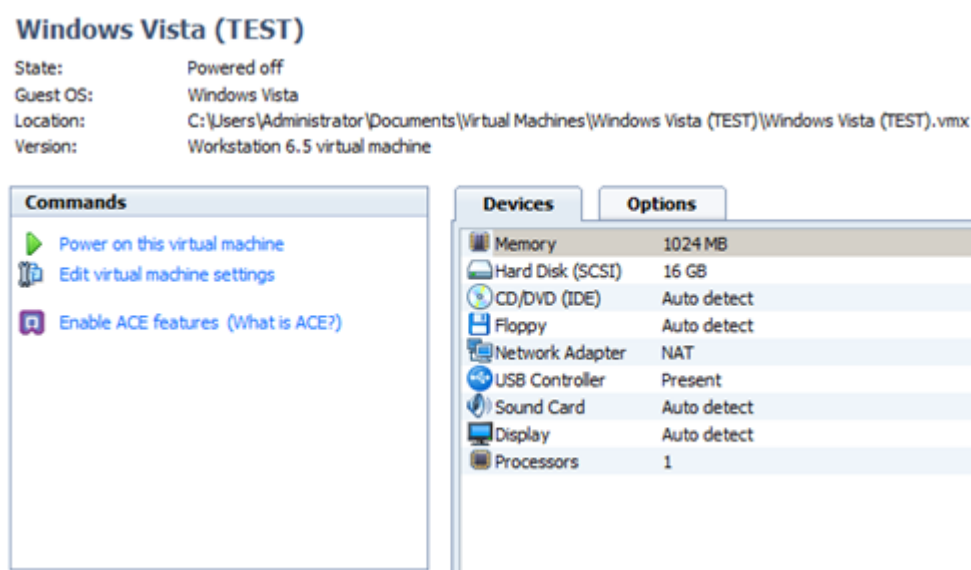 Windows Vista (TEST)
State: Powered off
Guest OS: Windows Vista
Location: C:\Users\Administrator\Documents\Virtual Machines\Windows Vista (TEST)\Windows Vista (TEST).vmx
Version: Workstation 6.5 virtual machine
Commands
Power on this virtual machine
Edit virtual machine settings
Enable ACE features (What is ACE?)
Devices Options
Memory 1024 MB
Hard Disk (SCSI) 16 GB
CD/DVD (IDE) Auto detect
Floppy Auto detect
Network Adapter NAT
USB Controller Present
Sound Card Auto detect
Display Auto detect
Processors 1